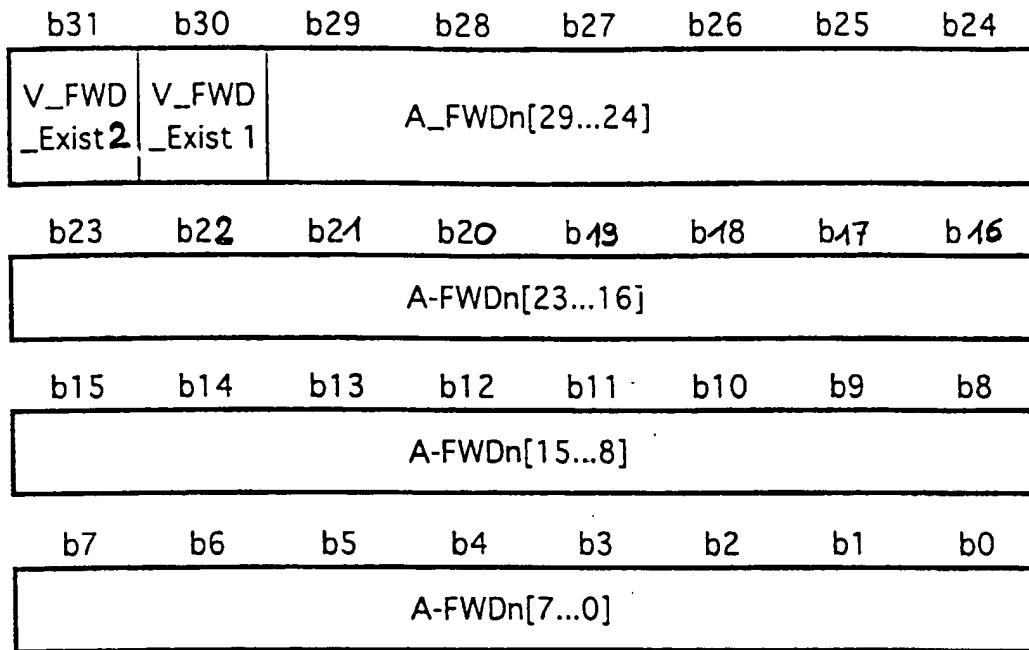 b31 b30 b29 b28 b27 b26 b25 b24
V_FWD V_FWD
_Exist 2 _Exist 1
A_FWDn[29...24]
b23 b22 b21 b20 b19 b18 b17 b16
A-FWDn[23...16]
b15 b14 b13 b12 b11 b10 b9 b8
A-FWDn[15...8]
b7 b6 b5 b4 b3 b2 b1 b0
A-FWDn[7...0]